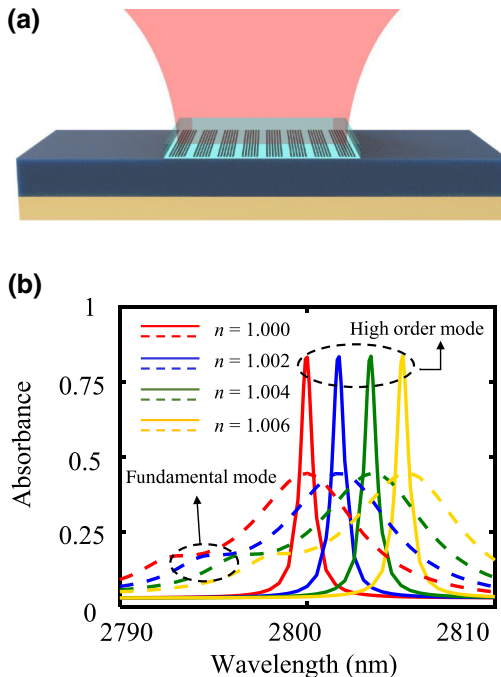 (a)
(b)
1
n = 1.000
High order mode
n = 1.002
0.75
n = 1.004
n = 1.006
0.5
Fundamental mode
0.25
0
2790
2800
2810
Absorbance
Wavelength (nm)